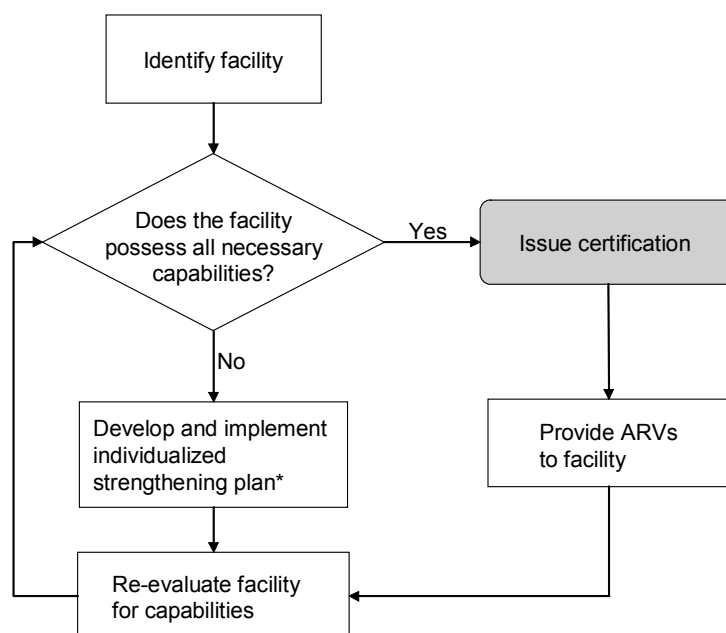 Identify facility
Does the facility
possess all necessary
capabilities?
Yes
Issue certification
No
Develop and implement
individualized
strengthening plan*
Provide ARVs
to facility
Re-evaluate facility
for capabilities